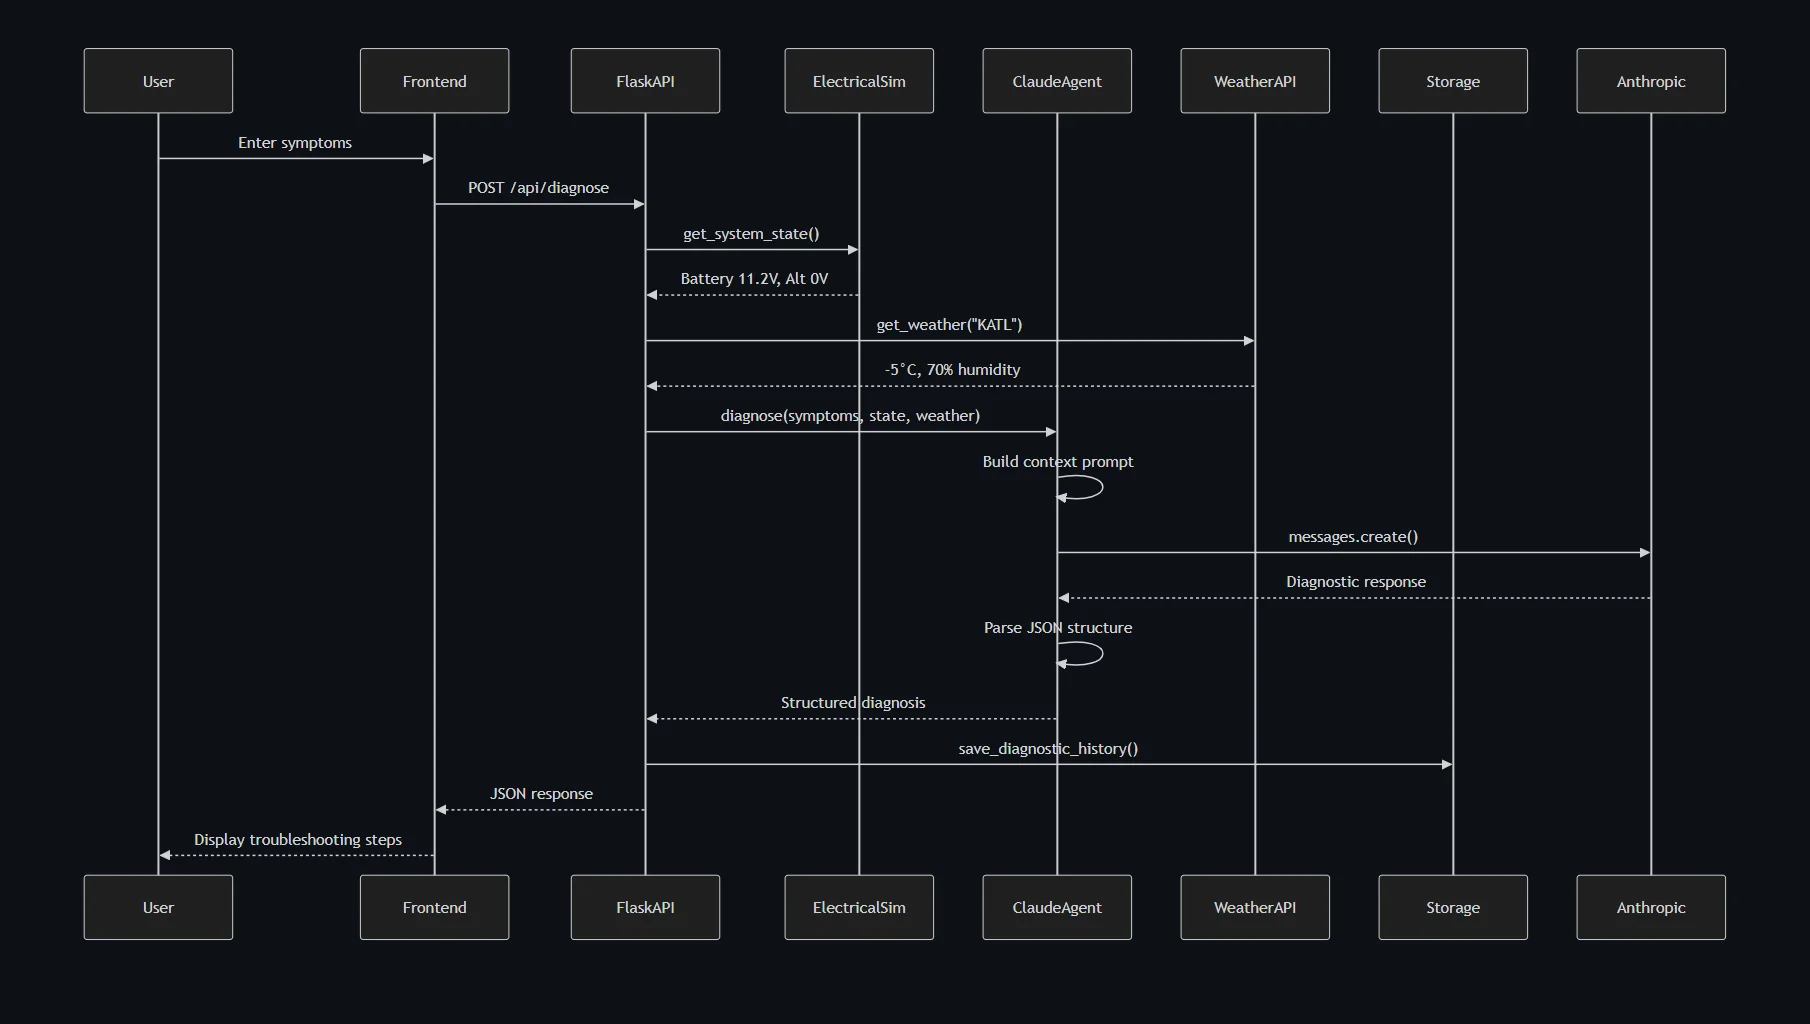 User
Frontend
FlaskAPI
ElectricalSim
ClaudeAgent
WeatherAPI
Storage
Anthropic
Enter symptoms
POST /api/diagnose
get_system_state()
Battery 11.2V, Alt 0V
get_weather("KATL")
-5°C, 70% humidity
diagnose(symptoms, state, weather)
Build context prompt
messages.create()
Diagnostic response
Parse JSON structure
Structured diagnosis
save_diagnostic_history()
JSON response
Display troubleshooting steps
User
Frontend
FlaskAPI
ElectricalSim
ClaudeAgent
WeatherAPI
Storage
Anthropic